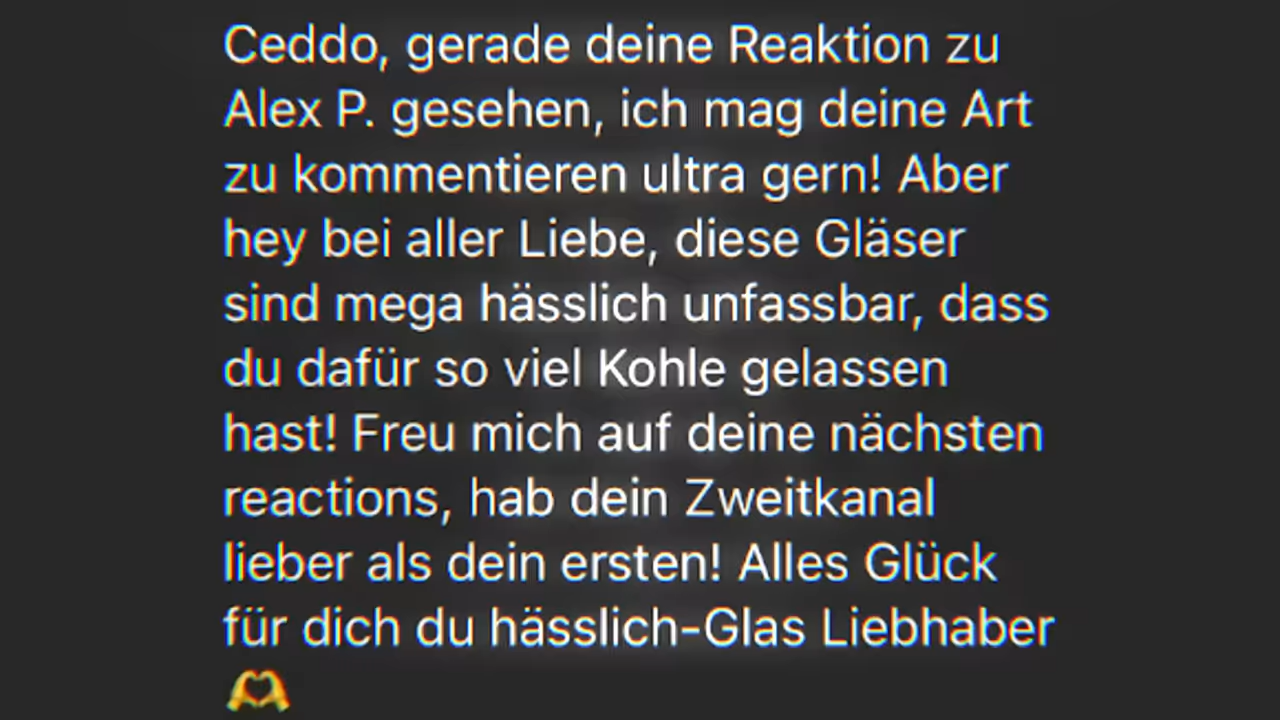 Ceddo, gerade deine Reaktion zu
Alex P. gesehen, ich mag deine Art
zu kommentieren ultra gern! Aber
hey bei aller Liebe, diese Gläser
sind mega hässlich unfassbar, dass
du dafür so viel Kohle gelassen
hast! Freu mich auf deine nächsten
reactions, hab dein Zweitkanal
lieber als dein ersten! Alles Glück
für dich du hässlich-Glas Liebhaber
🫶